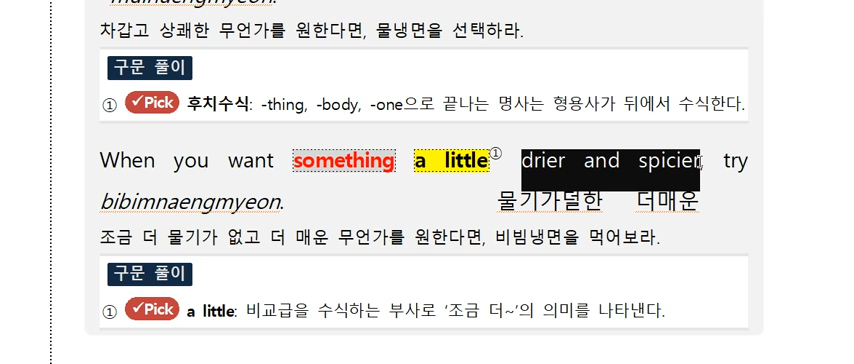 차갑고 상쾌한 무언가를 원한다면, 물냉면을 선택하라.
구문 풀이
① ✓Pick 후치수식: -thing, -body, -one으로 끝나는 명사는 형용사가 뒤에서 수식한다.
When you want something a little① drier and spicier, try
bibimnaengmyeon. 물기가덜한 더매운
조금 더 물기가 없고 더 매운 무언가를 원한다면, 비빔냉면을 먹어보라.
구문 풀이
① ✓Pick a little: 비교급을 수식하는 부사로 ‘조금 더~’의 의미를 나타낸다.